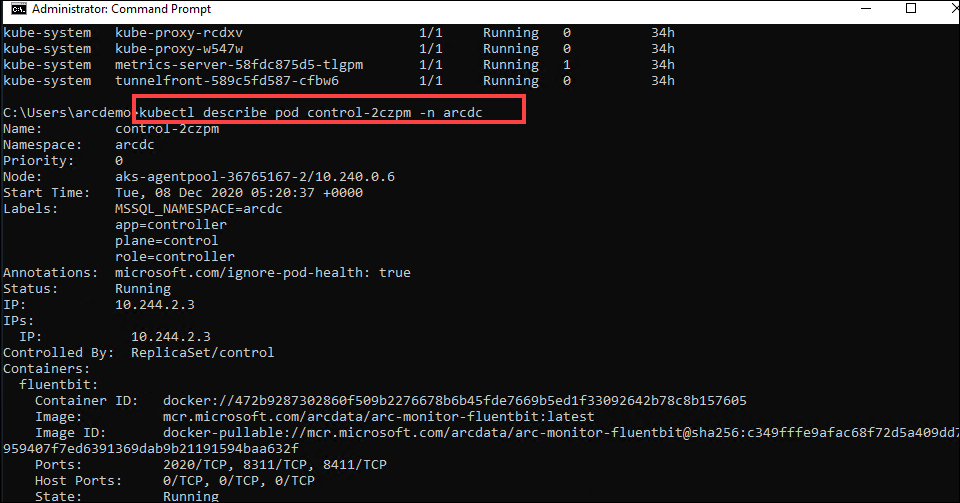 Administrator: Command Prompt
kube-system kube-proxy-rcdxv 1/1 Running 0 34h
kube-system kube-proxy-w547w 1/1 Running 0 34h
kube-system metrics-server-58fdc875d5-tlgpm 1/1 Running 1 34h
kube-system tunnelfront-589c5fd587-cfbw6 1/1 Running 0 34h
C:\Users\arcdemo>kubectl describe pod control-2czpm -n arcdc
Name: control-2czpm
Namespace: arcdc
Priority: 0
Node: aks-agentpool-36765167-2/10.240.0.6
Start Time: Tue, 08 Dec 2020 05:20:37 +0000
Labels: MSSQL_NAMESPACE=arcdc
app=controller
plane=control
role=controller
Annotations: microsoft.com/ignore-pod-health: true
Status: Running
IP: 10.244.2.3
IPs:
IP: 10.244.2.3
Controlled By: ReplicaSet/control
Containers:
fluentbit:
Container ID: docker://472b9287302860f509b2276678b6b45fde7669b5ed1f33092642b78c8b157605
Image: mcr.microsoft.com/arcdata/arc-monitor-fluentbit:latest
Image ID: docker-pullable://mcr.microsoft.com/arcdata/arc-monitor-fluentbit@sha256:c349fffe9afac68f72d5a409dd7
959407f7ed6391369dab9b21191594baa632f
Ports: 2020/TCP, 8311/TCP, 8411/TCP
Host Ports: 0/TCP, 0/TCP, 0/TCP
State: Running